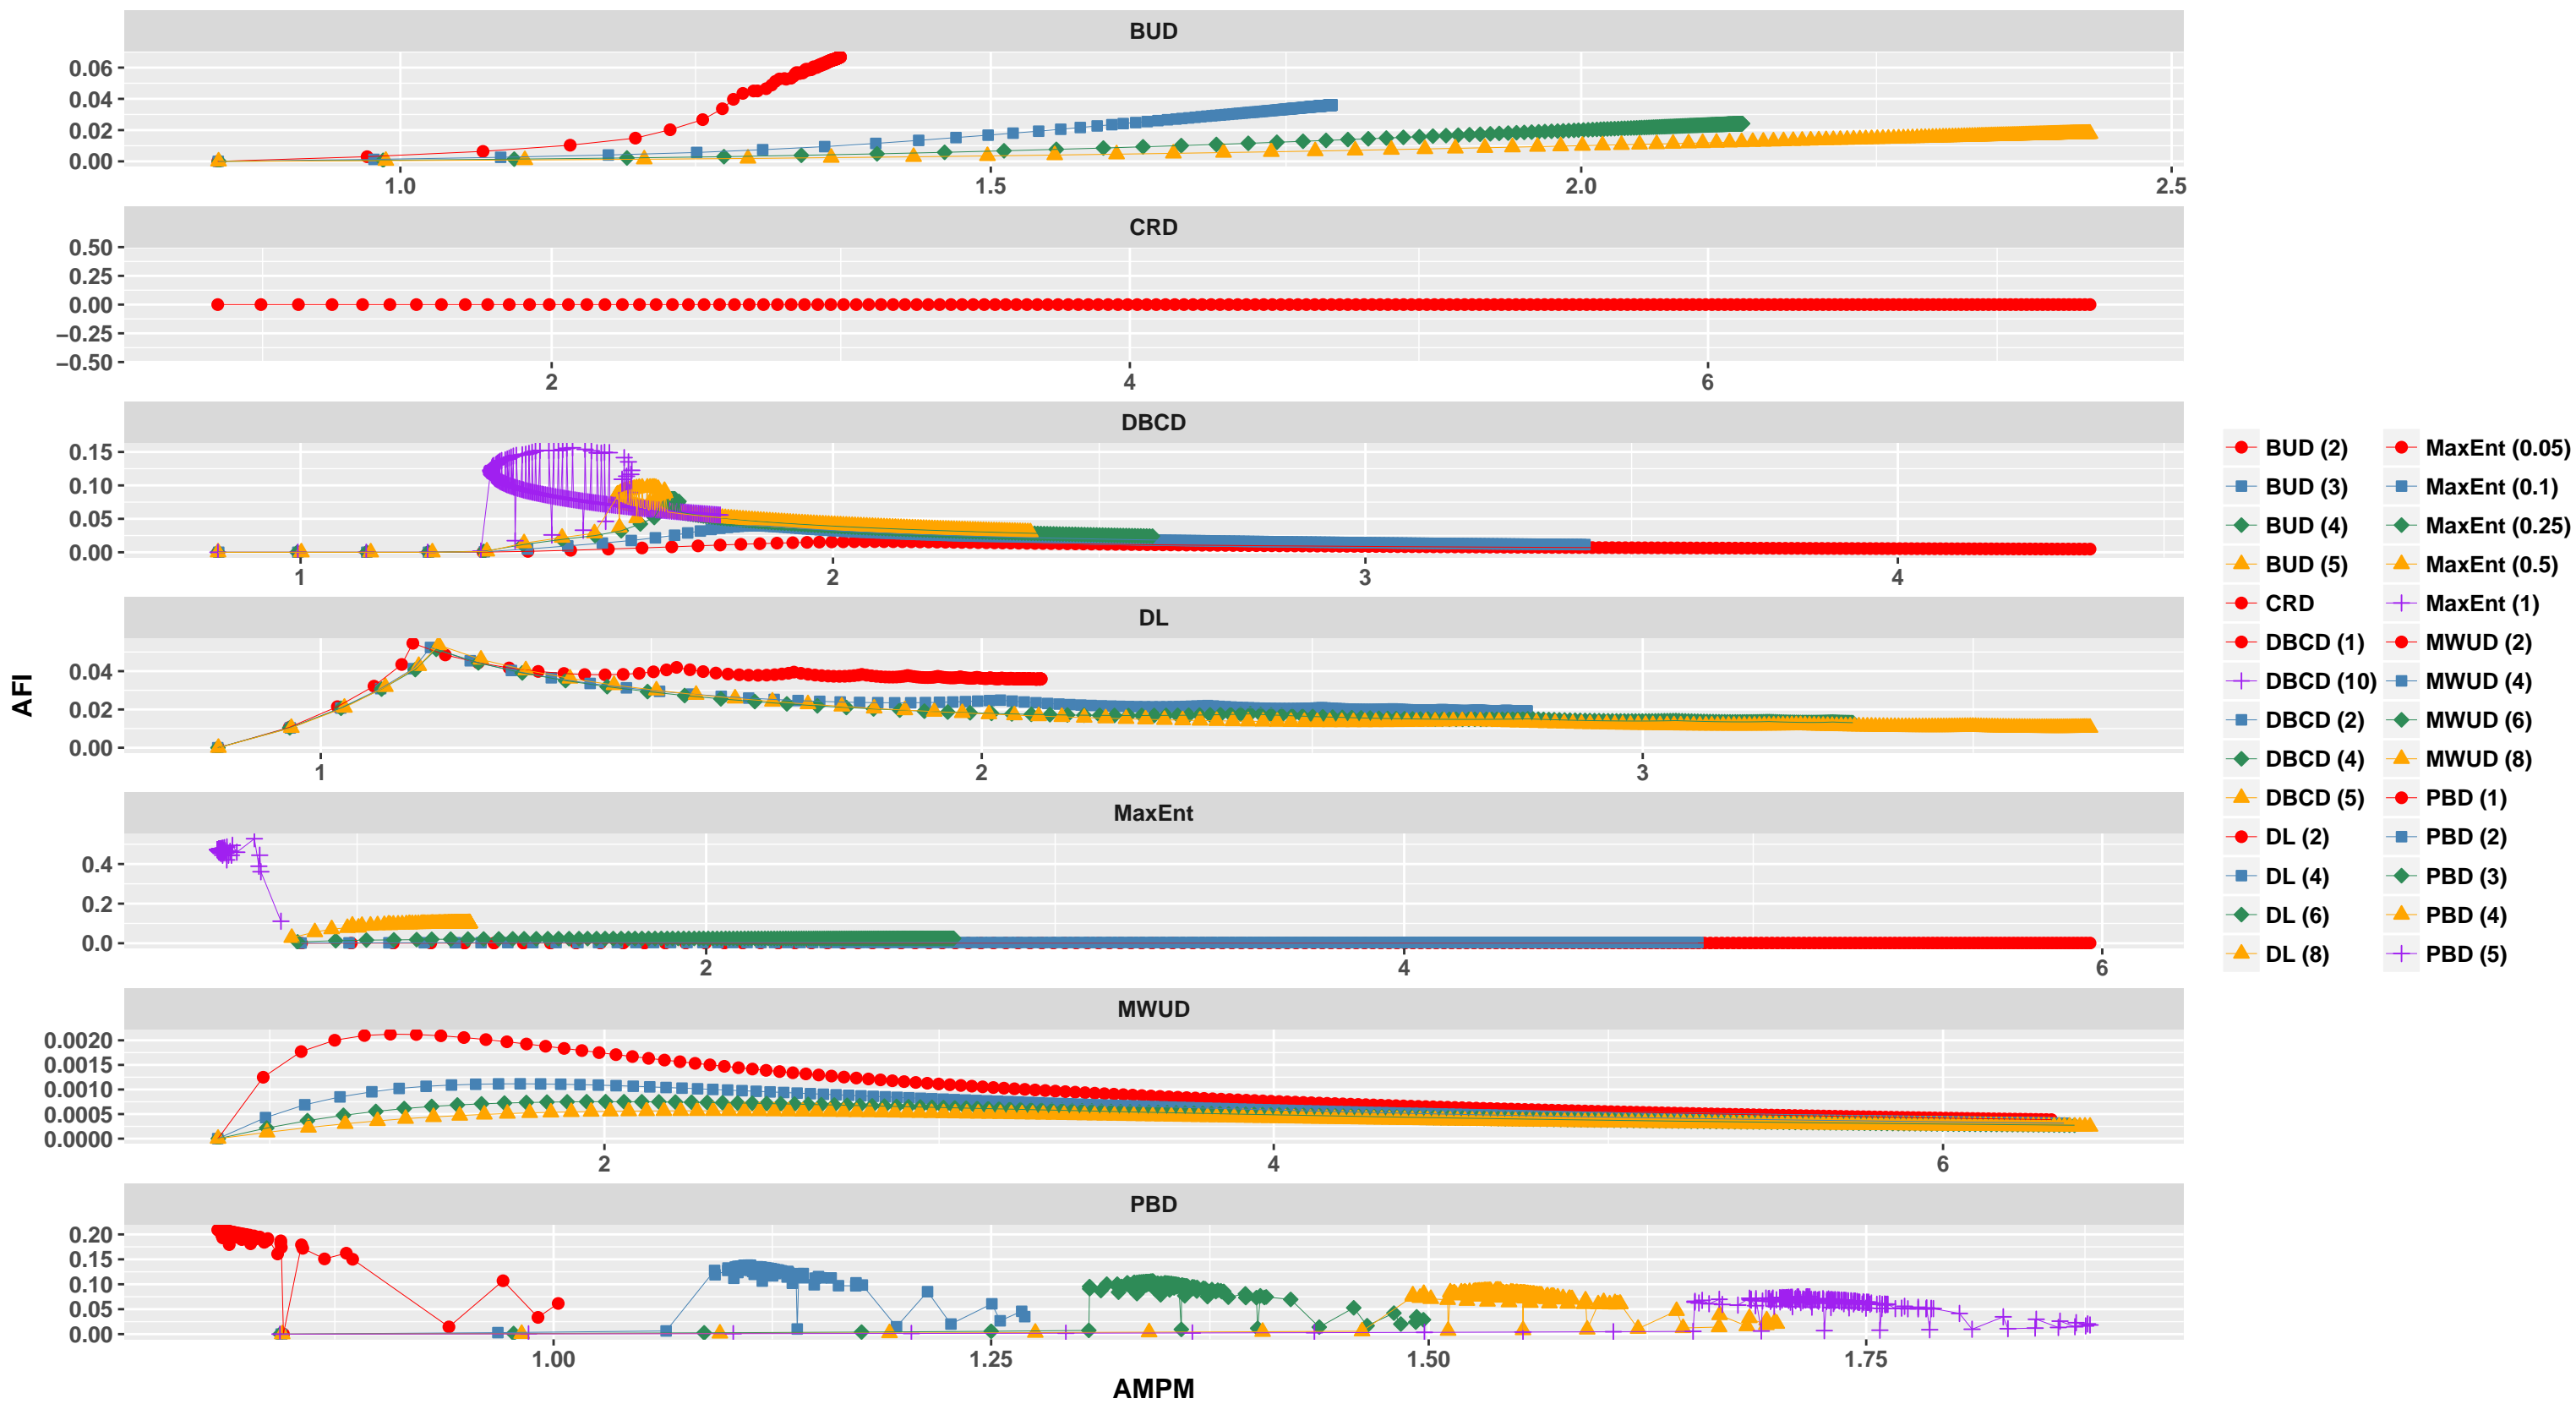 BUD
0.06
0.04
0.02
0.00
1.0 1.5 2.0 2.5
CRD
0.50
0.25
0.00
−0.25
−0.50
2 4 6
DBCD
0.15
0.10
0.05
0.00
1 2 3 4
DL
0.04
0.02
0.00
1 2 3
MaxEnt
0.4
0.2
0.0
2 4 6
MWUD
0.0020
0.0015
0.0010
0.0005
0.0000
2 4 6
PBD
0.20
0.15
0.10
0.05
0.00
1.00 1.25 1.50 1.75
AMPM
AFI
BUD (2) MaxEnt (0.05)
BUD (3) MaxEnt (0.1)
BUD (4) MaxEnt (0.25)
BUD (5) MaxEnt (0.5)
CRD MaxEnt (1)
DBCD (1) MWUD (2)
DBCD (10) MWUD (4)
DBCD (2) MWUD (6)
DBCD (4) MWUD (8)
DBCD (5) PBD (1)
DL (2) PBD (2)
DL (4) PBD (3)
DL (6) PBD (4)
DL (8) PBD (5)